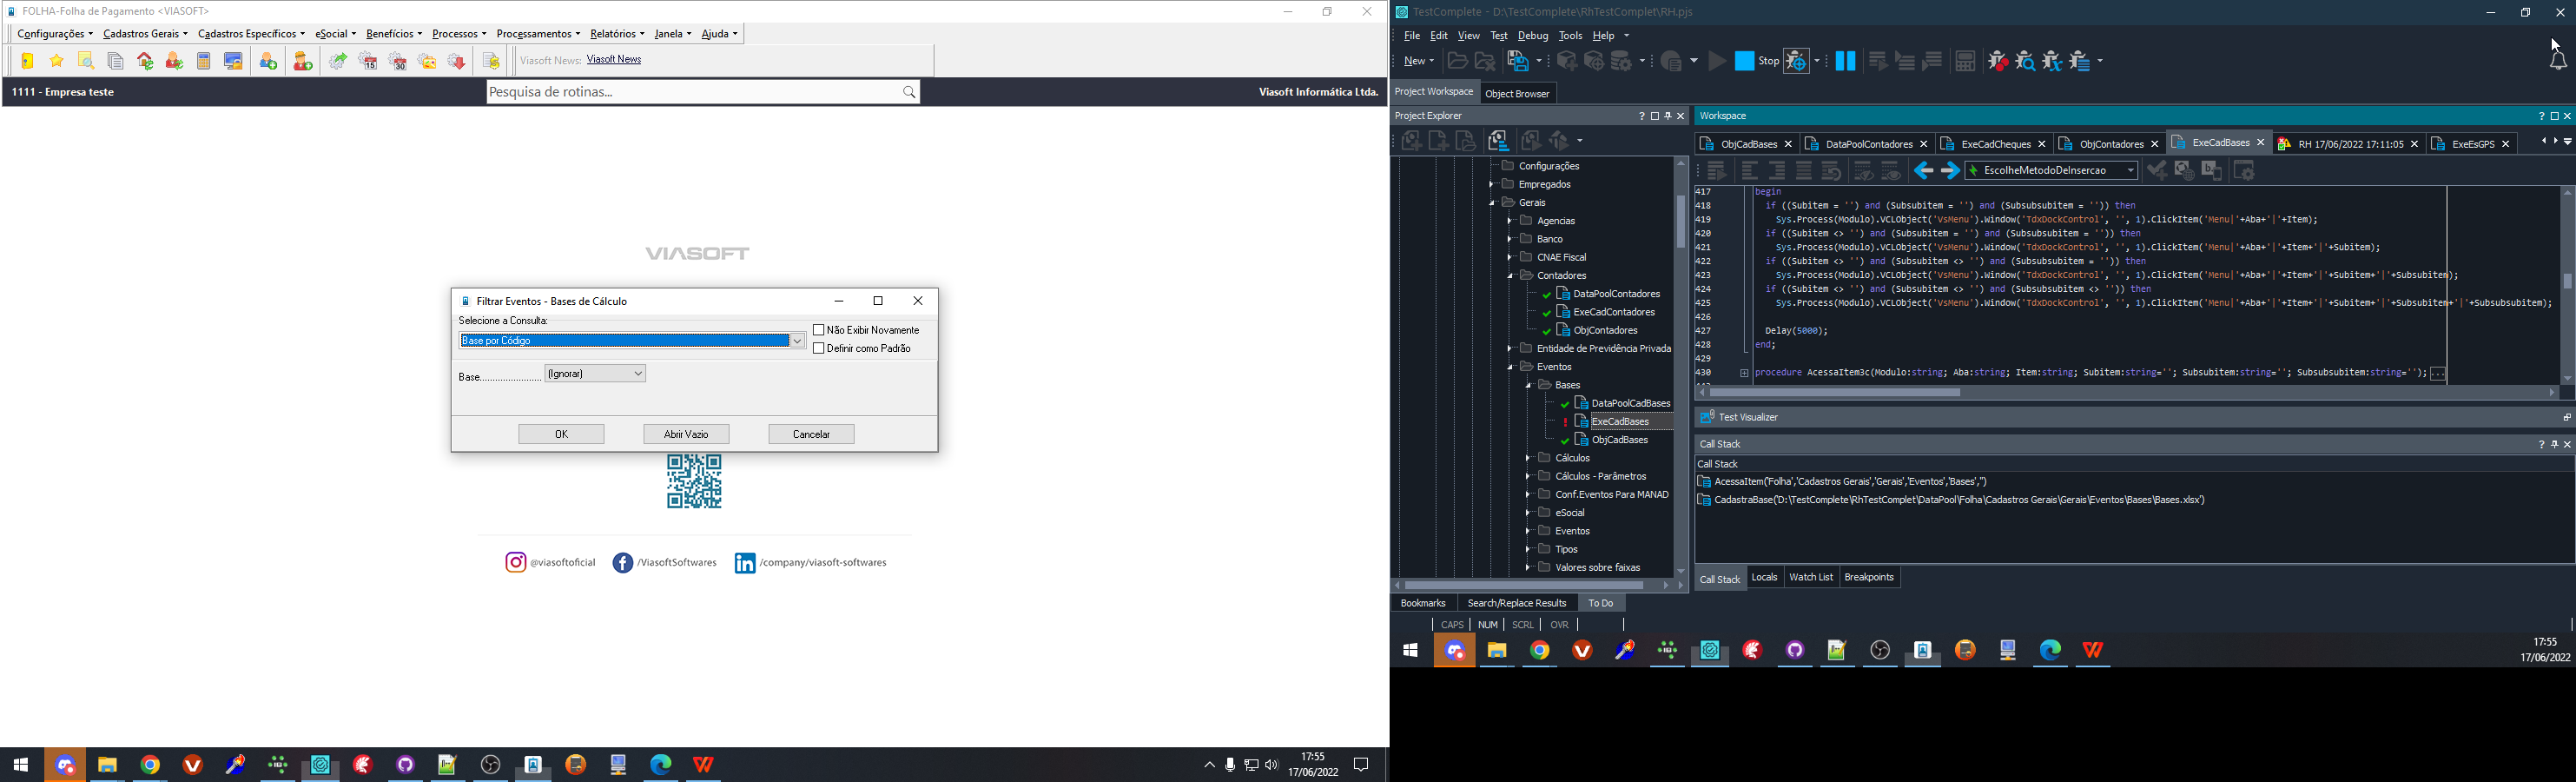 FOLHA-Folha de Pagamento <VIASOFT>
Configurações Cadastros Gerais Cadastros Específicos eSocial Benefícios Processos Processamentos Relatórios Janela Ajuda
Viasoft News: Viasoft News
1111 - Empresa teste
Pesquisa de rotinas...
Viasoft Informática Ltda.
VIASOFT
Filtrar Eventos - Bases de Cálculo
Selecione a Consulta:
Base por Código
Não Exibir Novamente
Definir como Padrão
Base....................... (Ignorar)
OK Abrir Vazio Cancelar
@viasoftoficial /ViasoftSoftwares /company/viasoft-softwares
17:55
17/06/2022
TestComplete - D:\TestComplete\RhTestComplet\RH.pjs
File Edit View Test Debug Tools Help
New Stop
Project Workspace Object Browser
Project Explorer
Configurações
Empregados
Gerais
Agencias
Banco
CNAE Fiscal
Contadores
DataPoolContadores
ExeCadContadores
ObjContadores
Entidade de Previdência Privada
Eventos
Bases
DataPoolCadBases
ExeCadBases
ObjCadBases
Cálculos
Cálculos - Parâmetros
Conf.Eventos Para MANAD
eSocial
Eventos
Tipos
Valores sobre faixas
Bookmarks Search/Replace Results To Do
Workspace
ObjCadBases DataPoolContadores ExeCadCheques ObjContadores ExeCadBases RH 17/06/2022 17:11:05 ExeEsGPS
EscolheMetodoDeInsercao
417 begin
418 if ((Subitem = '') and (Subsubitem = '') and (Subsubsubitem = '')) then
419 Sys.Process(Modulo).VCLObject('VsMenu').Window('TdxDockControl', '', 1).ClickItem('Menu|'+Aba+'|'+Item);
420 if ((Subitem <> '') and (Subsubitem = '') and (Subsubsubitem = '')) then
421 Sys.Process(Modulo).VCLObject('VsMenu').Window('TdxDockControl', '', 1).ClickItem('Menu|'+Aba+'|'+Item+'|'+Subitem);
422 if ((Subitem <> '') and (Subsubitem <> '') and (Subsubsubitem = '')) then
423 Sys.Process(Modulo).VCLObject('VsMenu').Window('TdxDockControl', '', 1).ClickItem('Menu|'+Aba+'|'+Item+'|'+Subitem+'|'+Subsubitem);
424 if ((Subitem <> '') and (Subsubitem <> '') and (Subsubsubitem <> '')) then
425 Sys.Process(Modulo).VCLObject('VsMenu').Window('TdxDockControl', '', 1).ClickItem('Menu|'+Aba+'|'+Item+'|'+Subitem+'|'+Subsubitem+'|'+Subsubsubitem);
426
427 Delay(5000);
428 end;
429
430 procedure AcessaItem3c(Modulo:string; Aba:string; Item:string; Subitem:string=''; Subsubitem:string=''; Subsubsubitem:string='');...
Test Visualizer
Call Stack
Call Stack
AcessaItem('Folha','Cadastros Gerais','Gerais','Eventos','Bases','')
CadastraBase('D:\TestComplete\RhTestComplet\DataPool\Folha\Cadastros Gerais\Gerais\Eventos\Bases\Bases.xlsx')
Call Stack Locals Watch List Breakpoints
CAPS NUM SCRL OVR
17:55
17/06/2022